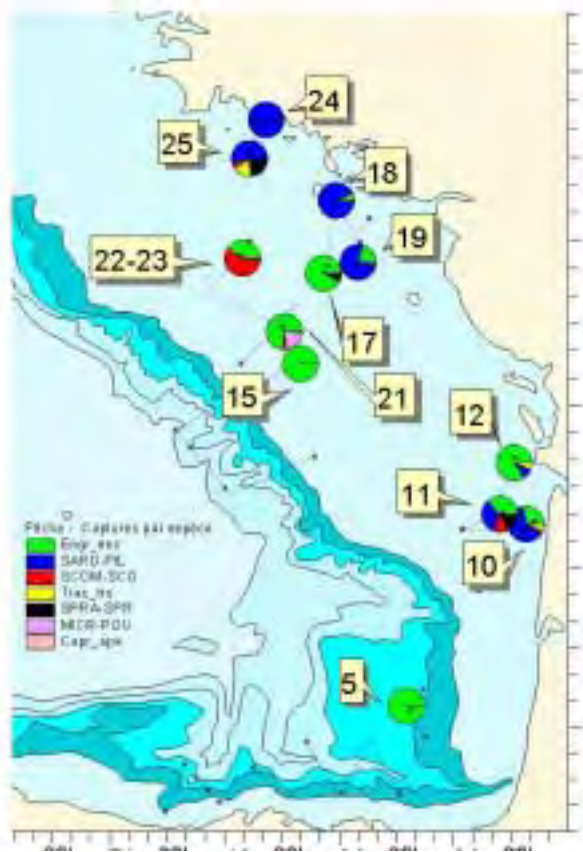 24
25
18
19
22-23
17
15
21
12
11
10
5
Pêche : Captures par espèce
Engr_enc
SARD-PIL
SCOM-SCO
SPRA-SPR
MICR-POU
Capr_ape